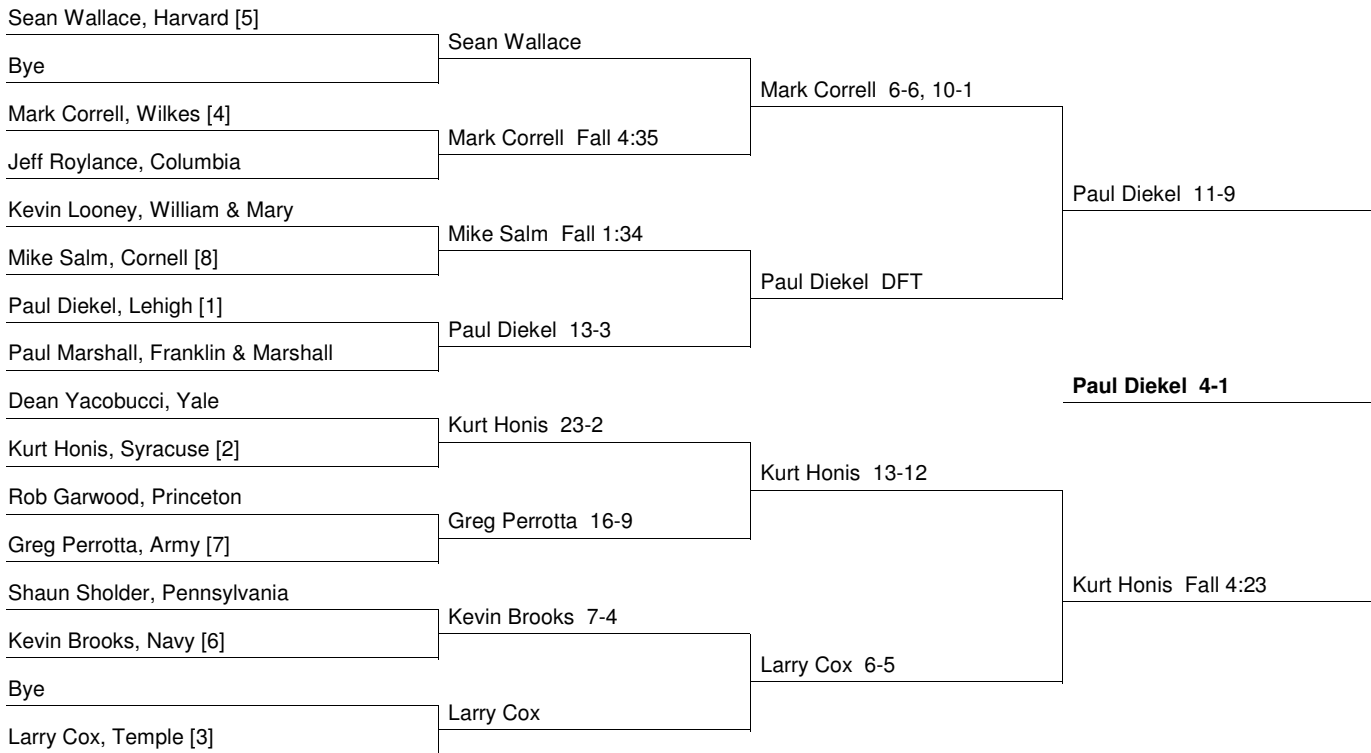 Sean Wallace, Harvard [5]
Bye
Mark Correll, Wilkes [4]
Jeff Roylance, Columbia
Kevin Looney, William & Mary
Mike Salm, Cornell [8]
Paul Diekel, Lehigh [1]
Paul Marshall, Franklin & Marshall
Dean Yacobucci, Yale
Kurt Honis, Syracuse [2]
Rob Garwood, Princeton
Greg Perrotta, Army [7]
Shaun Sholder, Pennsylvania
Kevin Brooks, Navy [6]
Bye
Larry Cox, Temple [3]
Sean Wallace
Mark Correll Fall 4:35
Mike Salm Fall 1:34
Paul Diekel 13-3
Kurt Honis 23-2
Greg Perrotta 16-9
Kevin Brooks 7-4
Larry Cox
Mark Correll 6-6, 10-1
Paul Diekel DFT
Kurt Honis 13-12
Larry Cox 6-5
Paul Diekel 11-9
Paul Diekel 4-1
Kurt Honis Fall 4:23